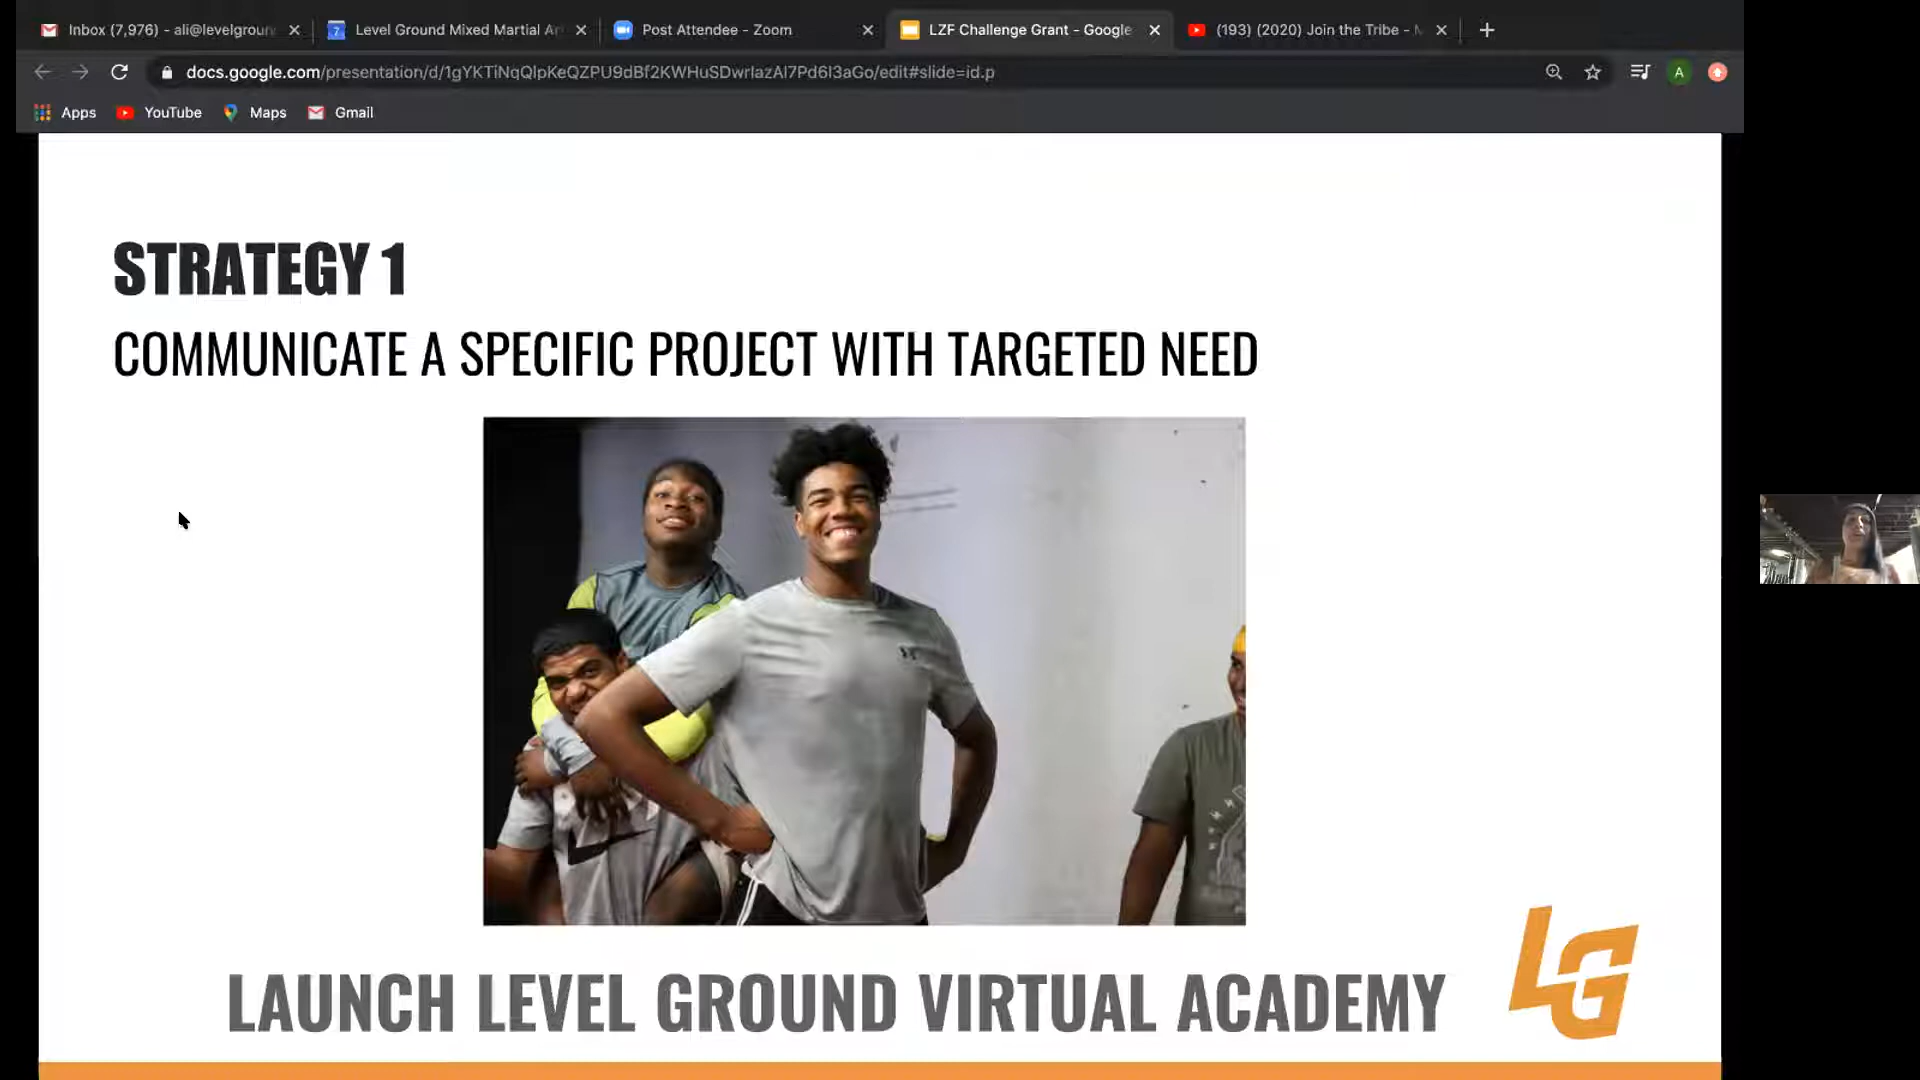 Inbox (7,976) - ali@levelgroun
Level Ground Mixed Martial Ar
Post Attendee - Zoom
LZF Challenge Grant - Google
(193) (2020) Join the Tribe - M
docs.google.com/presentation/d/1gYKTiNqQlpKeQZPU9dBf2KWHuSDwrlazAl7Pd6l3aGo/edit#slide=id.p
A
Apps
YouTube
Maps
Gmail
STRATEGY 1
COMMUNICATE A SPECIFIC PROJECT WITH TARGETED NEED
LAUNCH LEVEL GROUND VIRTUAL ACADEMY
LG